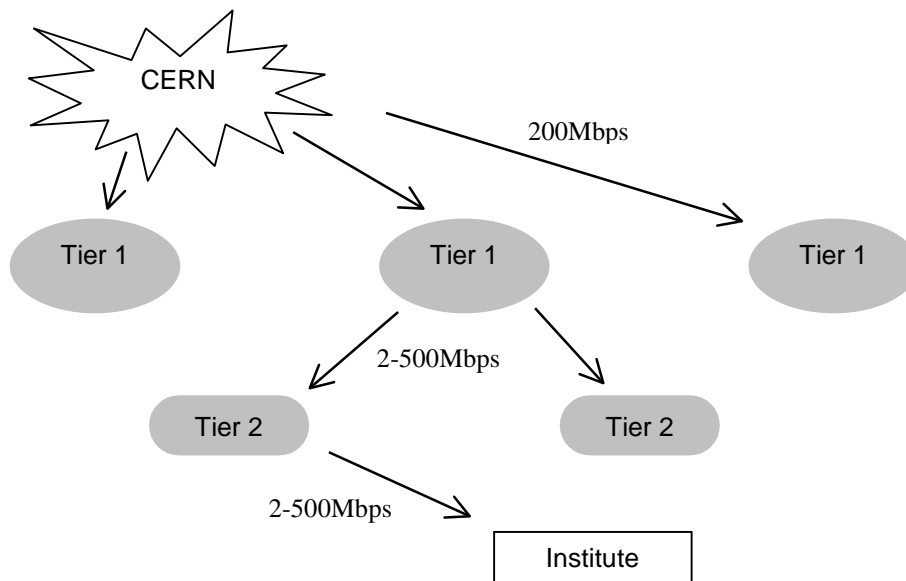 CERN
200Mbps
Tier 1
Tier 1
Tier 1
2-500Mbps
Tier 2
Tier 2
2-500Mbps
Institute